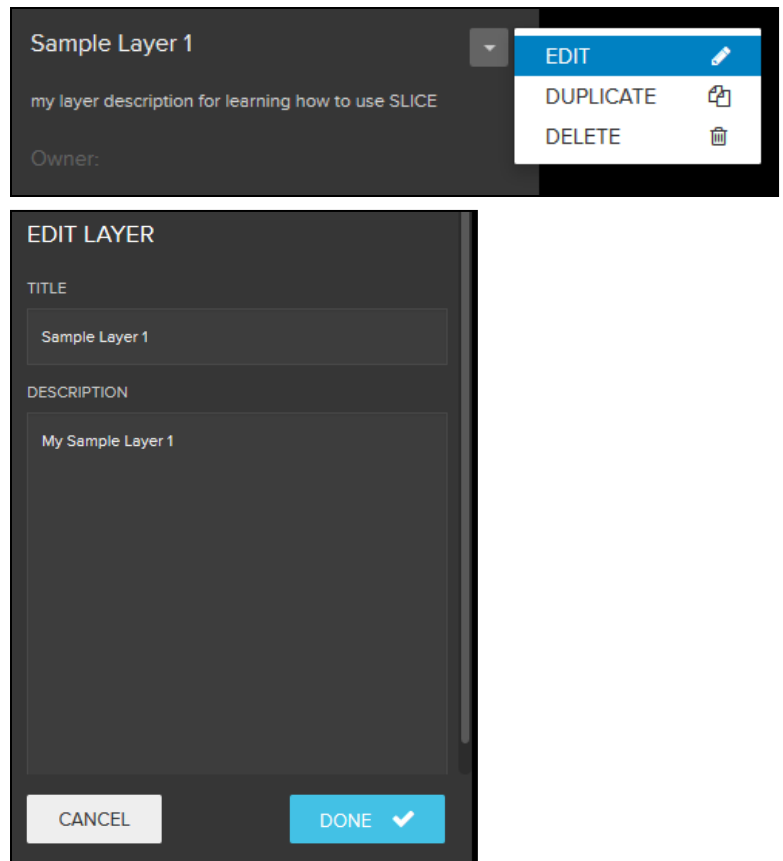 Sample Layer 1
EDIT
my layer description for learning how to use SLICE
DUPLICATE
DELETE
Owner:
EDIT LAYER
TITLE
Sample Layer 1
DESCRIPTION
My Sample Layer 1
CANCEL
DONE